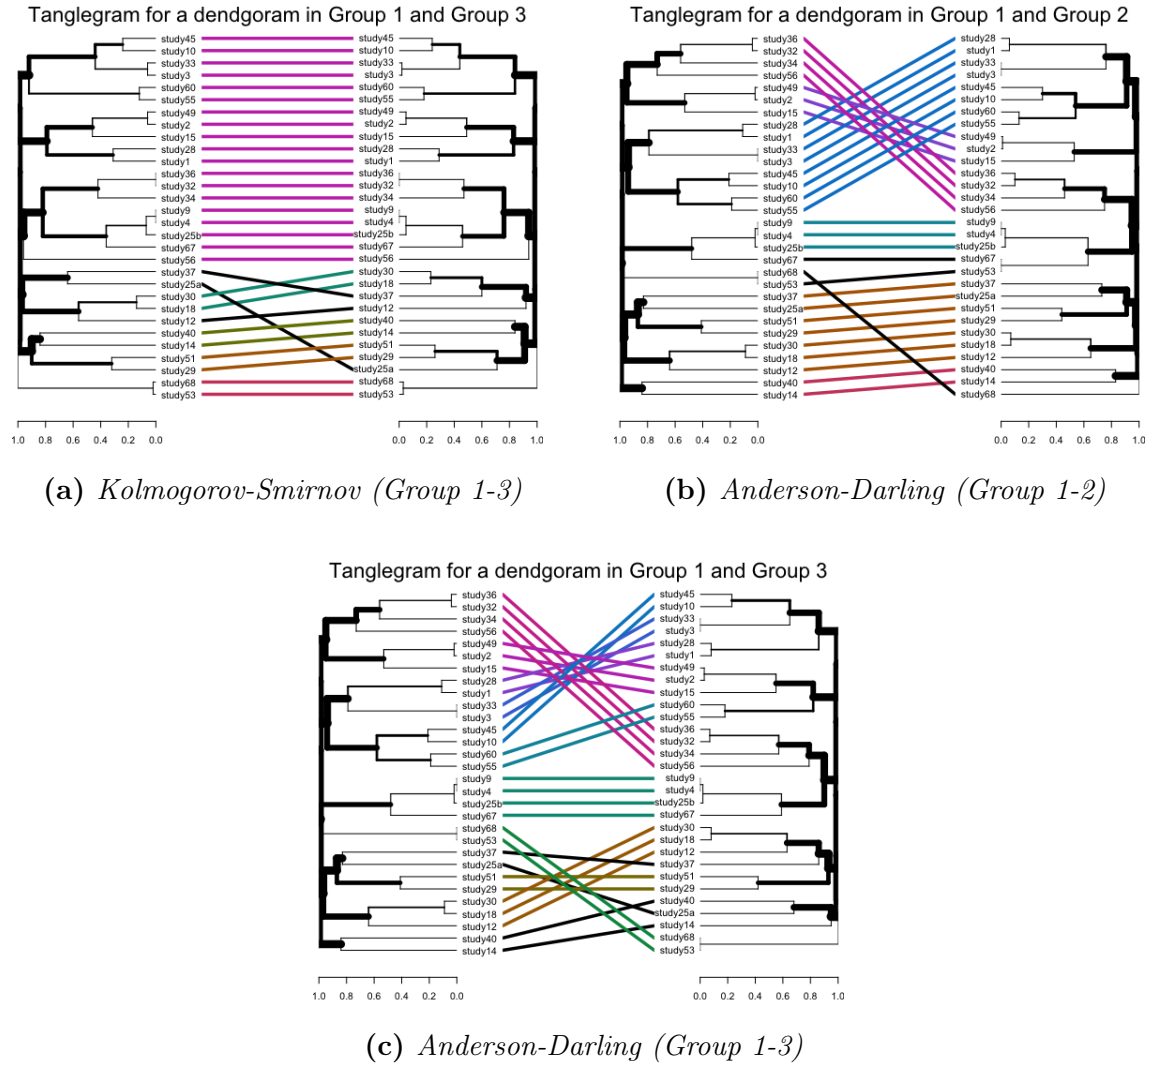 Tanglegram for a dendgoram in Group 1 and Group 3
study45
study10
study33
study3
study60
study55
study49
study2
study15
study28
study1
study36
study32
study34
study9
study4
study25b
study67
study56
study37
study25a
study30
study18
study12
study40
study14
study51
study29
study68
study53
study45
study10
study33
study3
study60
study55
study49
study2
study15
study28
study1
study36
study32
study34
study9
study4
study25b
study67
study56
study30
study18
study37
study12
study40
study14
study51
study29
study25a
study68
study53
1.0 0.8 0.6 0.4 0.2 0.0
0.0 0.2 0.4 0.6 0.8 1.0
(a) Kolmogorov-Smirnov (Group 1-3)
Tanglegram for a dendgoram in Group 1 and Group 2
study36
study32
study34
study56
study49
study2
study15
study28
study1
study33
study3
study45
study10
study60
study55
study9
study4
study25b
study67
study68
study53
study37
study25a
study51
study29
study30
study18
study12
study40
study14
study28
study1
study33
study3
study45
study10
study60
study55
study49
study2
study15
study36
study32
study34
study56
study9
study4
study25b
study67
study53
study37
study25a
study51
study29
study30
study18
study12
study40
study14
study68
1.0 0.8 0.6 0.4 0.2 0.0
0.0 0.2 0.4 0.6 0.8 1.0
(b) Anderson-Darling (Group 1-2)
Tanglegram for a dendgoram in Group 1 and Group 3
study36
study32
study34
study56
study49
study2
study15
study28
study1
study33
study3
study45
study10
study60
study55
study9
study4
study25b
study67
study68
study53
study37
study25a
study51
study29
study30
study18
study12
study40
study14
study45
study10
study33
study3
study28
study1
study49
study2
study15
study60
study55
study36
study32
study34
study56
study9
study4
study25b
study67
study30
study18
study12
study37
study51
study29
study40
study25a
study14
study68
study53
1.0 0.8 0.6 0.4 0.2 0.0
0.0 0.2 0.4 0.6 0.8 1.0
(c) Anderson-Darling (Group 1-3)